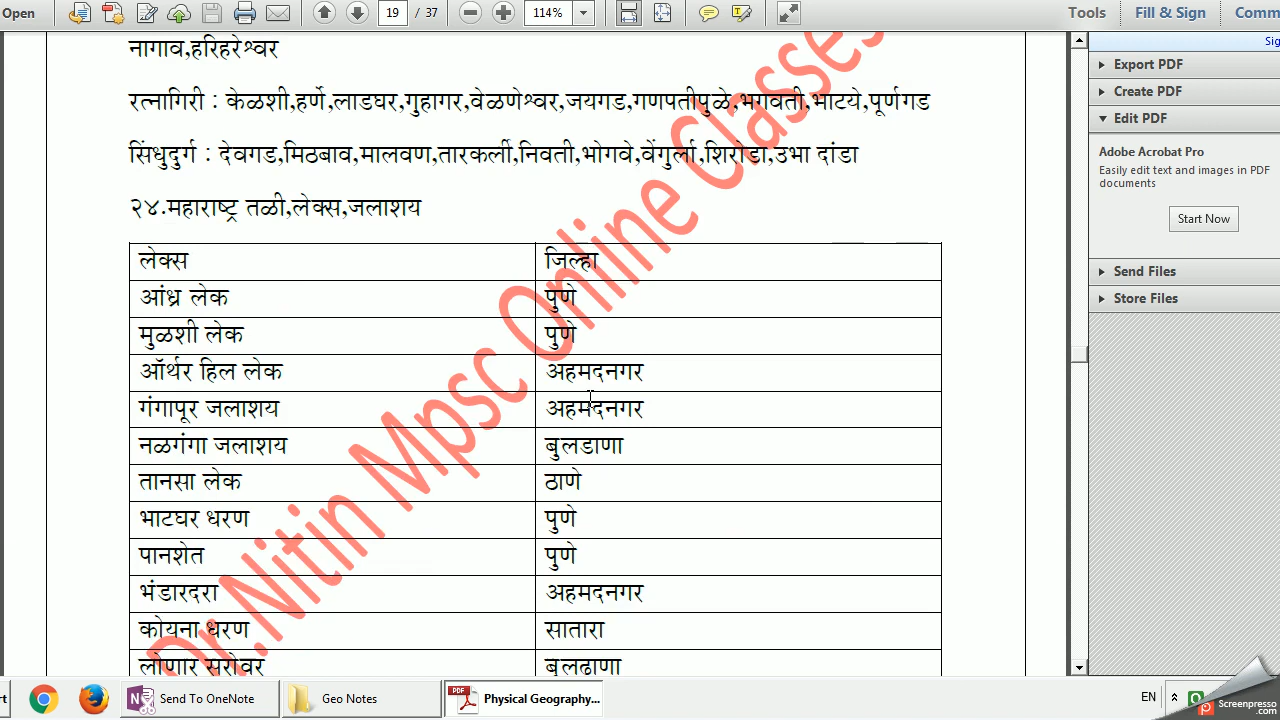 Open 19 / 37 114% Tools Fill & Sign Comm
Sig
Export PDF
Create PDF
Edit PDF
Adobe Acrobat Pro
Easily edit text and images in PDF
documents
Start Now
Send Files
Store Files
नागाव,हरिहरेश्वर
रत्नागिरी : केळशी,हर्णे,लाडघर,गुहागर,वेळणेश्वर,जयगड,गणपतीपुळे,भगवती,भाटये,पूर्णगड
सिंधुदुर्ग : देवगड,मिठबाव,मालवण,तारकर्ली,निवती,भोगवे,वेंगुर्ला,शिरोडा,उभा दांडा
२४.महाराष्ट्र तळी,लेक्स,जलाशय
लेक्स जिल्हा
आंध्र लेक पुणे
मुळशी लेक पुणे
ऑर्थर हिल लेक अहमदनगर
गंगापूर जलाशय अहमदनगर
नळगंगा जलाशय बुलडाणा
तानसा लेक ठाणे
भाटघर धरण पुणे
पानशेत पुणे
भंडारदरा अहमदनगर
कोयना धरण सातारा
लोणार सरोवर बुलढाणा
Dr.Nitin Mpsc Online Classes
rt Send To OneNote Geo Notes Physical Geography... EN
Screenpresso
.com